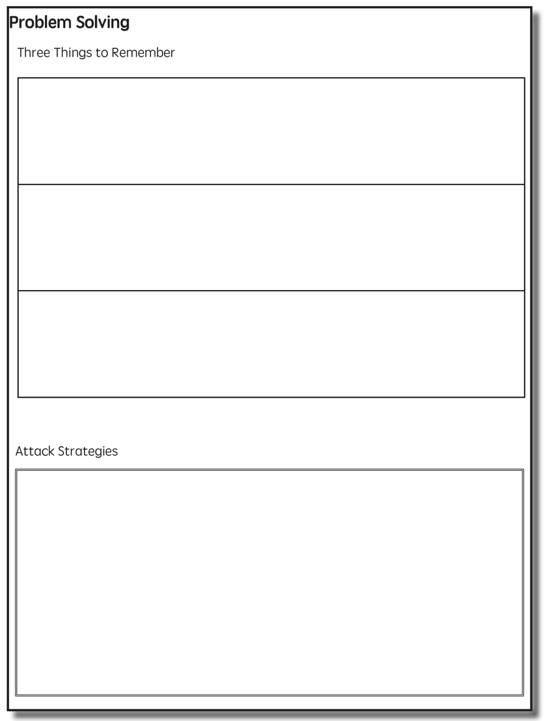 Problem Solving
Three Things to Remember
Attack Strategies